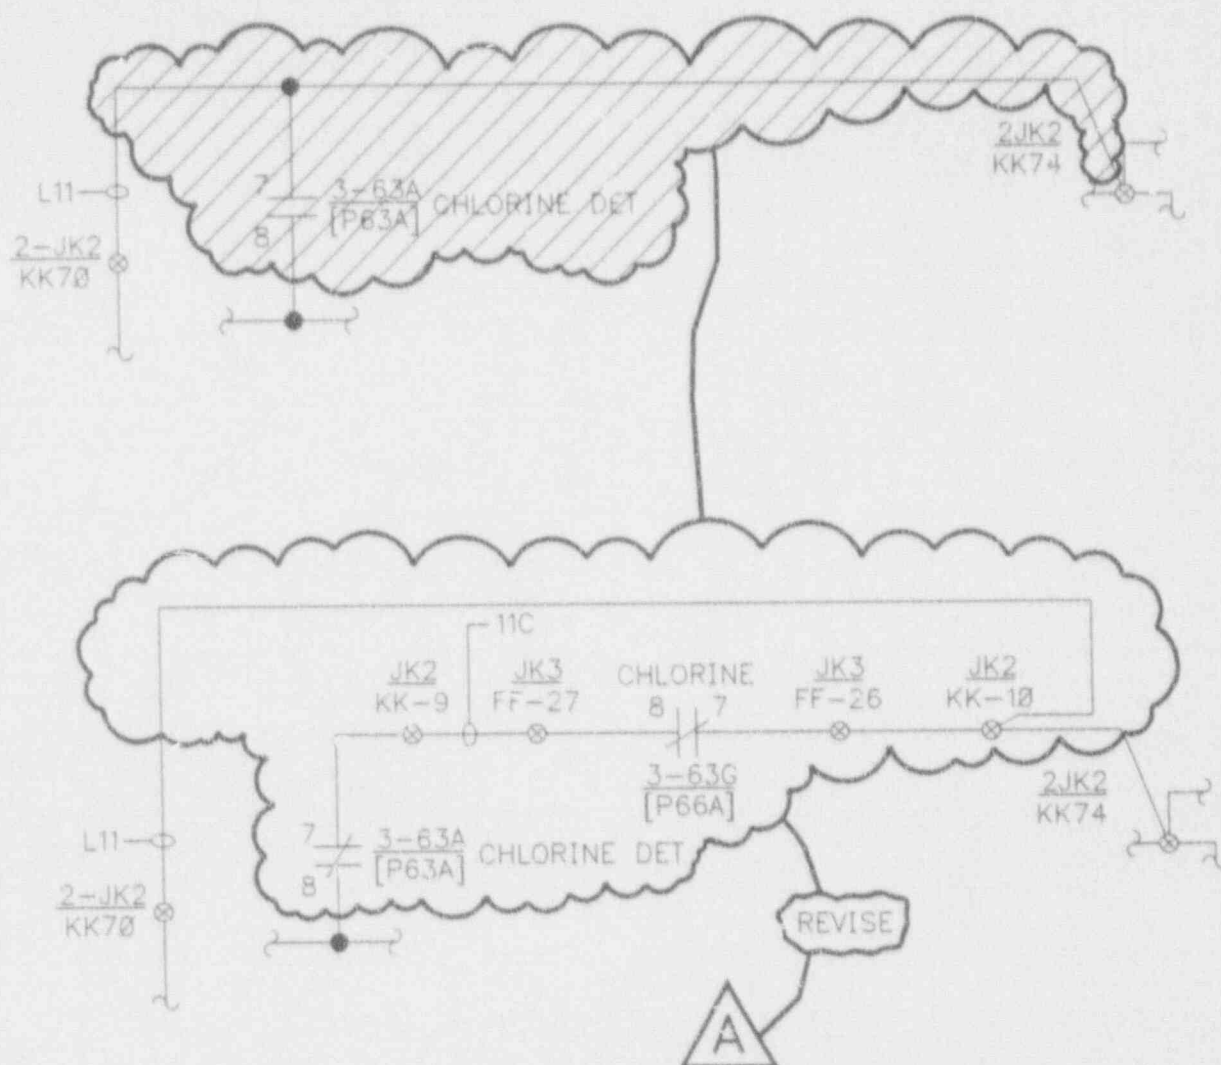 2JK2
KK74
L11
7
3-63A CHLORINE DET
[P63A]
8
2-JK2
KK70
11C
JK2
KK-9
JK3
FF-27
CHLORINE
8 7
JK3
FF-26
JK2
KK-10
3-63G
[P66A]
2JK2
KK74
L11
7
3-63A CHLORINE DET
[P63A]
8
2-JK2
KK70
REVISE
A